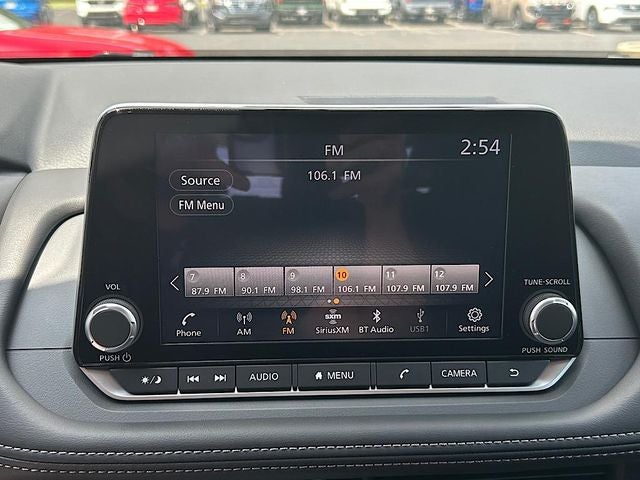 FM 2:54
Source 106.1 FM
FM Menu
7 8 9 10 11 12
87.9 FM 90.1 FM 98.1 FM 106.1 FM 107.9 FM 107.9 FM
VOL
TUNE·SCROLL
sxm
Phone AM FM SiriusXM BT Audio USB1 Settings
PUSH
PUSH SOUND
AUDIO MENU CAMERA